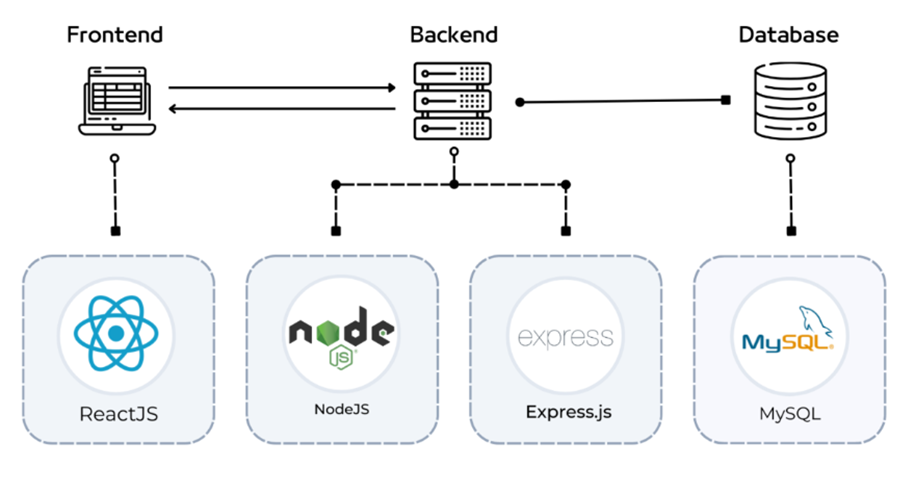 Frontend
Backend
Database
node
JS
express
MySQL
ReactJS
NodeJS
Express.js
MySQL